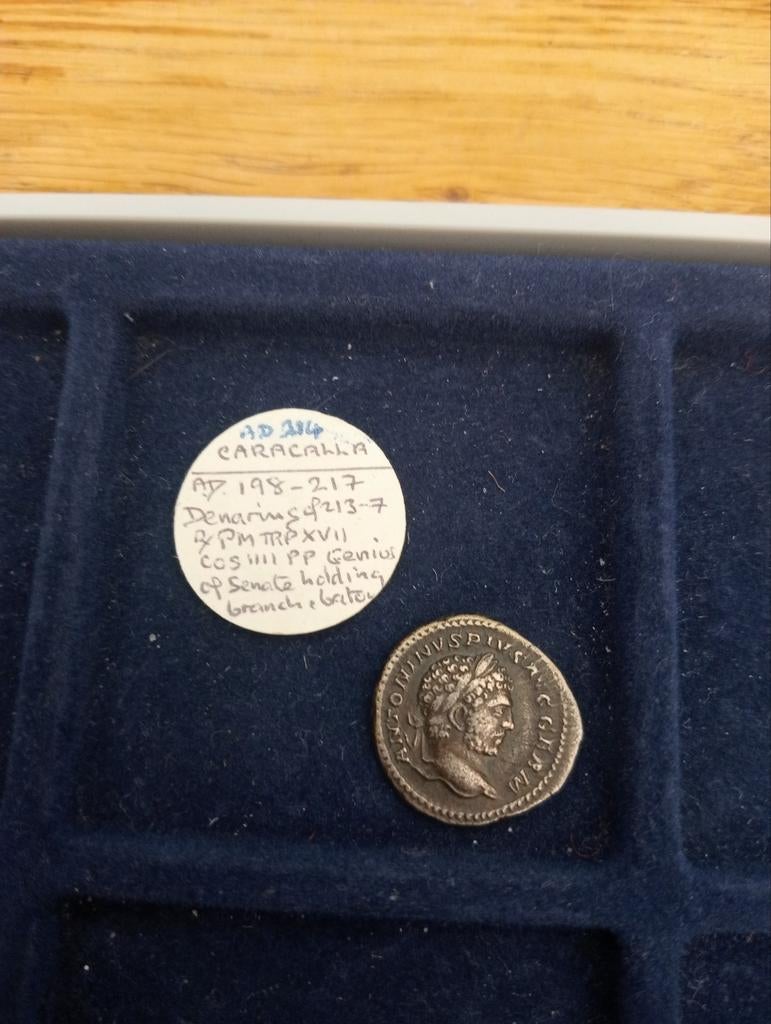 AD 214
CARACALLA
AD. 198-217
Denarius of 213-7
℞ PM TRP XVII
COS IIII PP Genius
of Senate holding
branch & baton
ANTONINVSPIVSAVGGERM